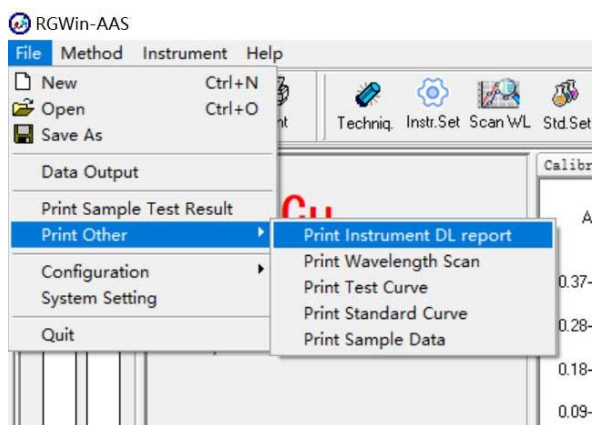 RGWin-AAS
File Method Instrument Help
New Ctrl+N
Open Ctrl+O
Save As
Techniq. Instr.Set Scan WL Std.Set
Data Output
Calibr
Print Sample Test Result
Cu
A
Print Other
Print Instrument DL report
Print Wavelength Scan
Configuration
0.37-
Print Test Curve
System Setting
Print Standard Curve
0.28-
Quit
Print Sample Data
0.18-
0.09-